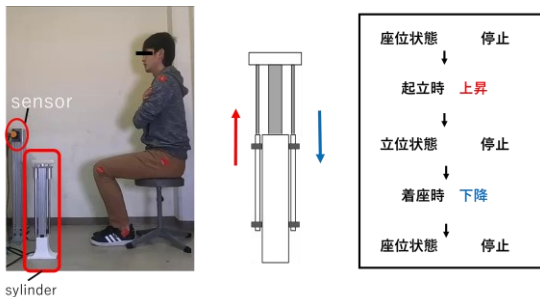 sensor
sylinder
座位状態 停止
起立時 上昇
立位状態 停止
着座時 下降
座位状態 停止